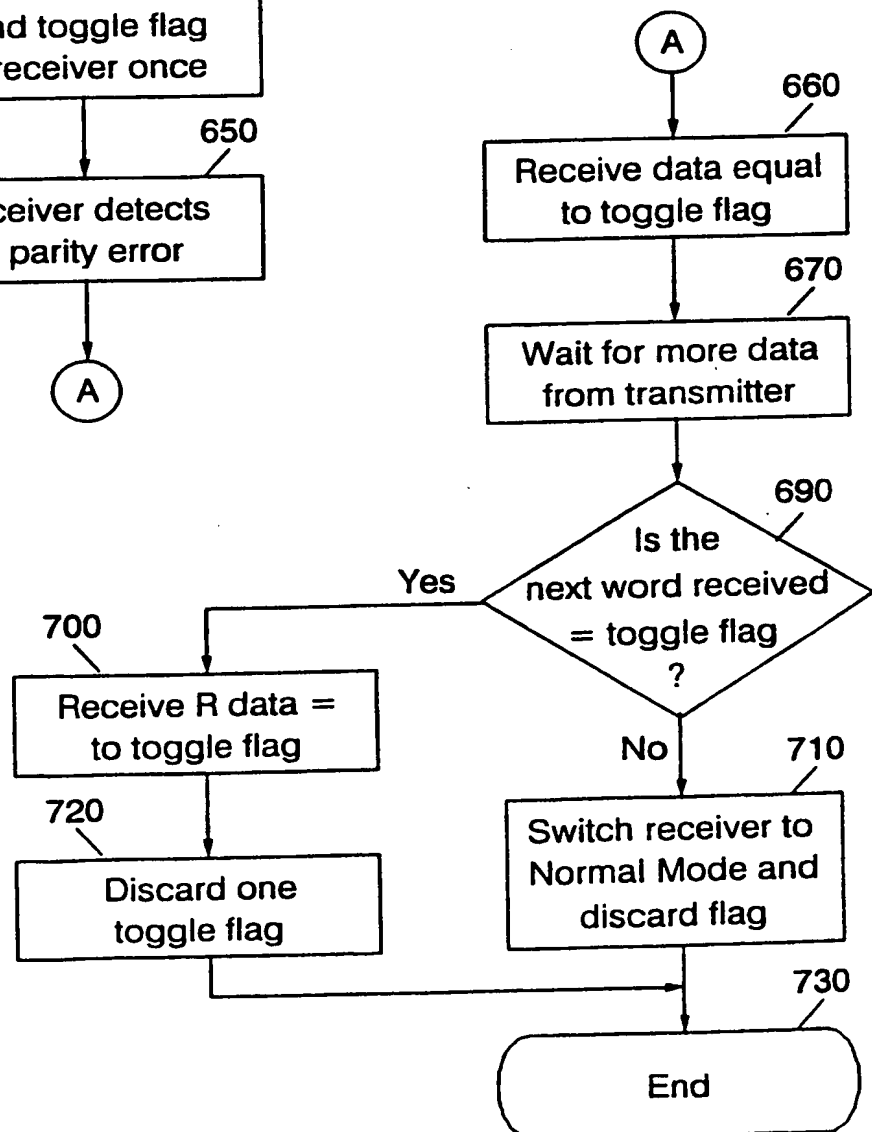 toggle flag
receiver once
650
detects
parity error
A
A
660
Receive data equal
to toggle flag
670
Wait for more data
from transmitter
690
Is the
next word received
= toggle flag
?
Yes
No
700
Receive R data =
to toggle flag
720
Discard one
toggle flag
710
Switch receiver to
Normal Mode and
discard flag
730
End